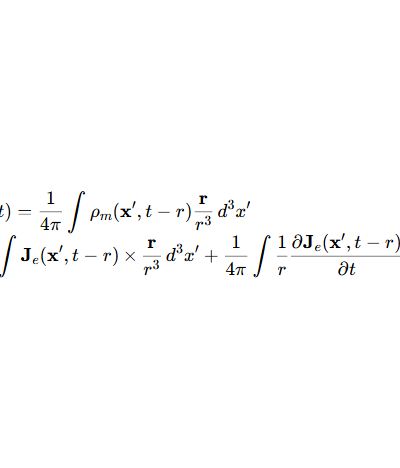 t) = \frac{1}{4\pi} \int \rho_m(\mathbf{x}', t - r) \frac{\mathbf{r}}{r^3} \, d^3x'
\int \mathbf{J}_e(\mathbf{x}', t - r) \times \frac{\mathbf{r}}{r^3} \, d^3x' + \frac{1}{4\pi} \int \frac{1}{r} \frac{\partial \mathbf{J}_e(\mathbf{x}', t - r)}{\partial t}